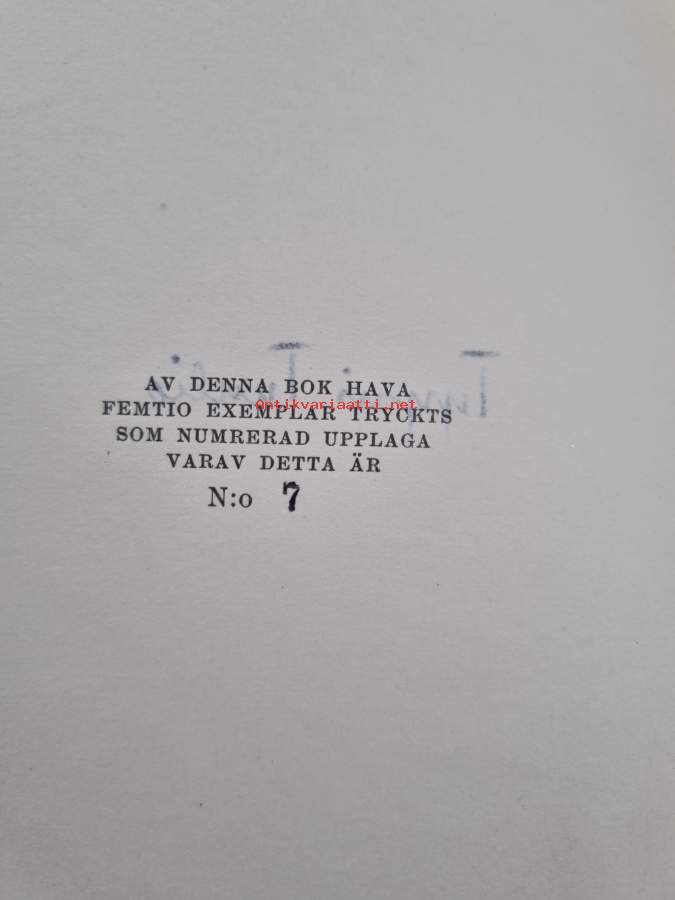 AV DENNA BOK HAVA
FEMTIO EXEMPLAR TRYCKTS
Antikvariaatti.net
SOM NUMRERAD UPPLAGA
VARAV DETTA ÄR
N:o 7